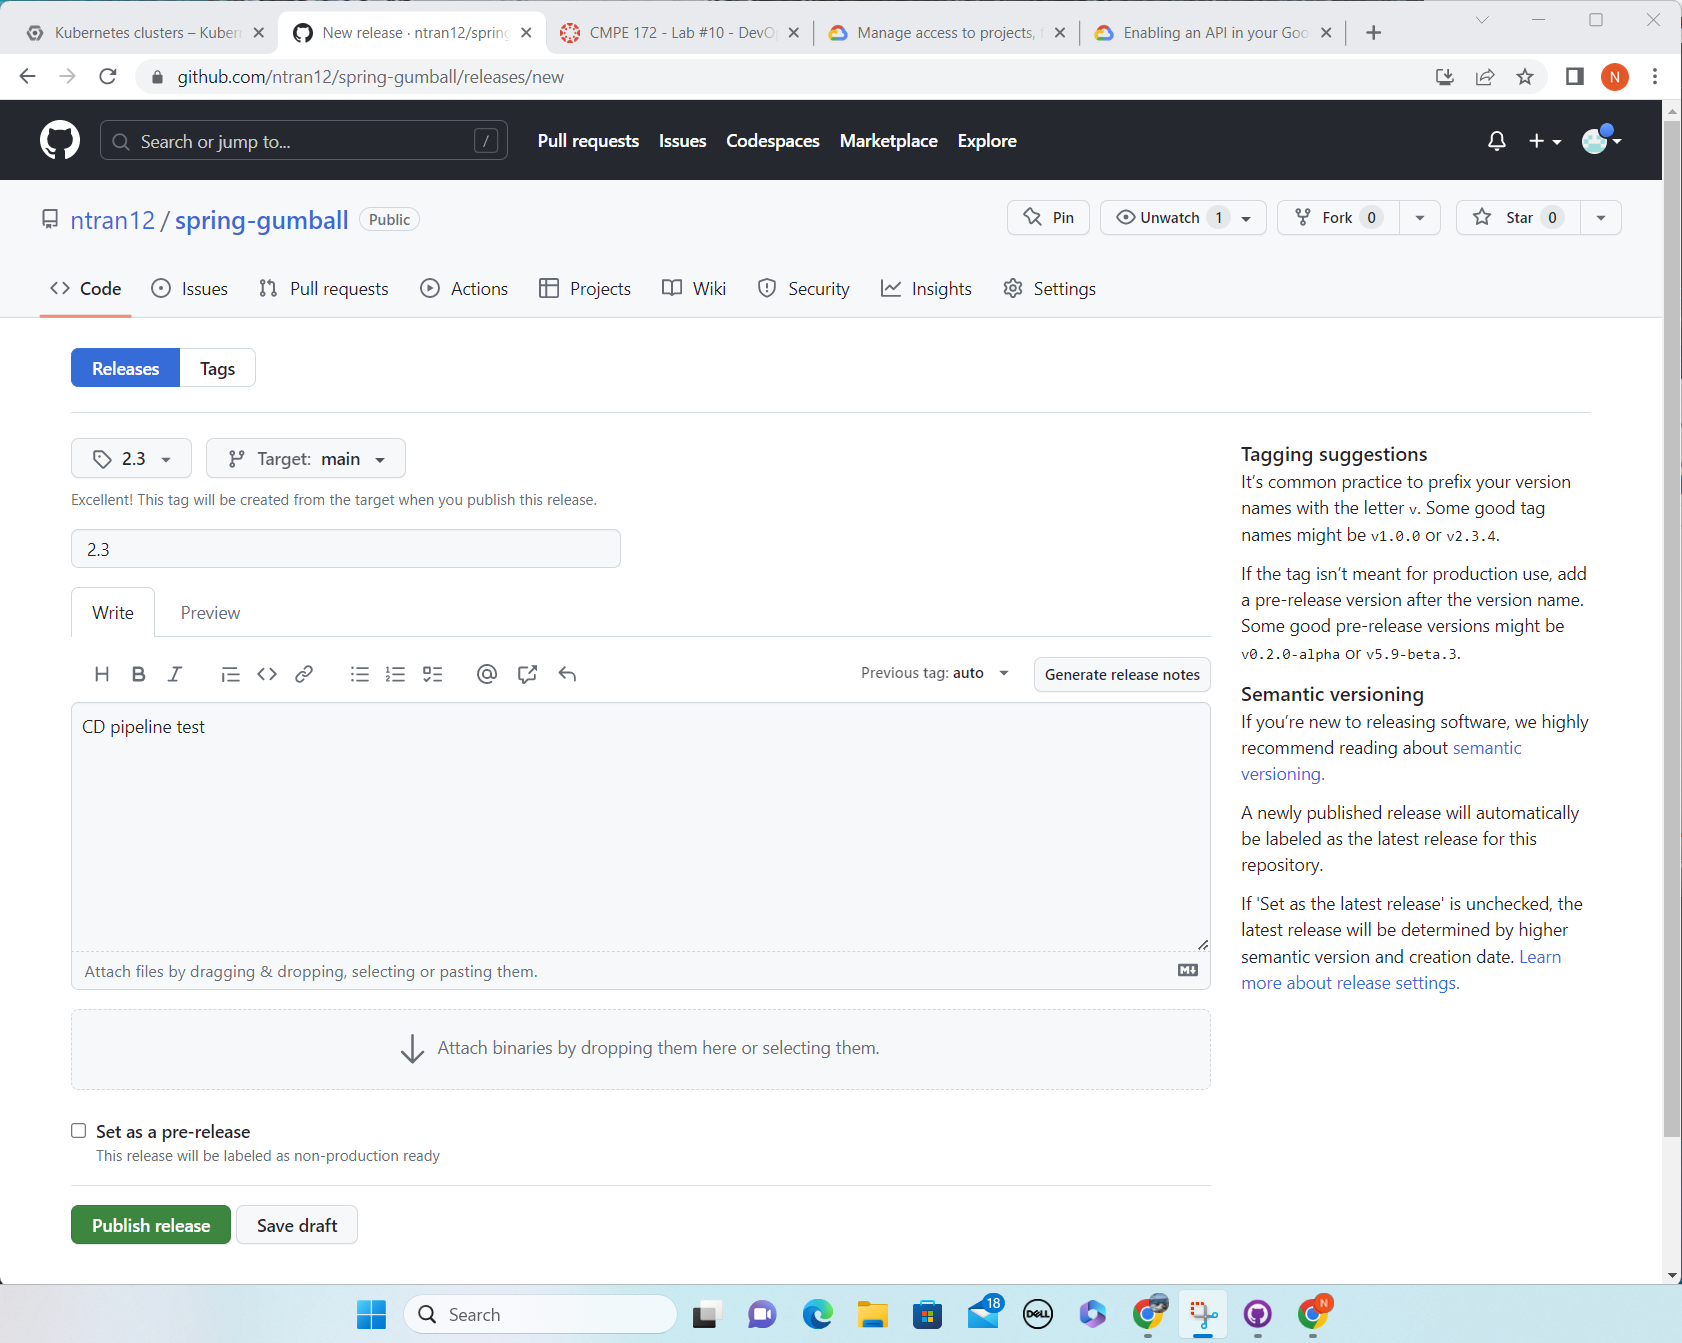 Kubernetes clusters – Kuber
New release · ntran12/spring
CMPE 172 - Lab #10 - DevO
Manage access to projects, f
Enabling an API in your Goo
github.com/ntran12/spring-gumball/releases/new
N
Search or jump to...
/
Pull requests
Issues
Codespaces
Marketplace
Explore
ntran12 / spring-gumball
Public
Pin
Unwatch 1
Fork 0
Star 0
Code
Issues
Pull requests
Actions
Projects
Wiki
Security
Insights
Settings
Releases
Tags
2.3
Target: main
Excellent! This tag will be created from the target when you publish this release.
2.3
Write
Preview
H B I
Previous tag: auto
Generate release notes
CD pipeline test
Attach files by dragging & dropping, selecting or pasting them.
Attach binaries by dropping them here or selecting them.
Set as a pre-release
This release will be labeled as non-production ready
Publish release
Save draft
Tagging suggestions
It’s common practice to prefix your version
names with the letter v. Some good tag
names might be v1.0.0 or v2.3.4.
If the tag isn’t meant for production use, add
a pre-release version after the version name.
Some good pre-release versions might be
v0.2.0-alpha or v5.9-beta.3.
Semantic versioning
If you’re new to releasing software, we highly
recommend reading about semantic
versioning.
A newly published release will automatically
be labeled as the latest release for this
repository.
If 'Set as the latest release' is unchecked, the
latest release will be determined by higher
semantic version and creation date. Learn
more about release settings.
Search
18
DELL
N